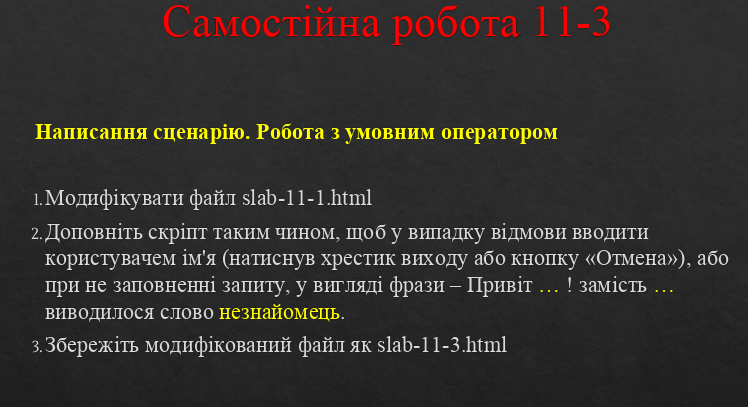 Самостійна робота 11-3
Написання сценарію. Робота з умовним оператором
1. Модифікувати файл slab-11-1.html
2. Доповніть скріпт таким чином, щоб у випадку відмови вводити
користувачем ім'я (натиснув хрестик виходу або кнопку «Отмена»), або
при не заповненні запиту, у вигляді фрази – Привіт … ! замість …
виводилося слово незнайомець.
3. Збережіть модифікований файл як slab-11-3.html